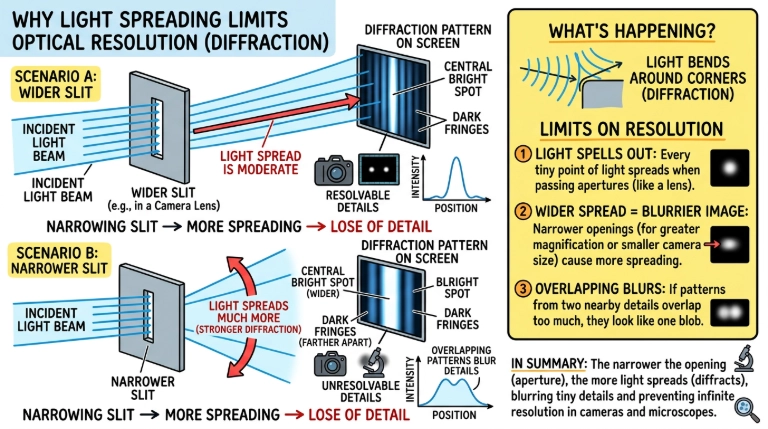 WHY LIGHT SPREADING LIMITS
OPTICAL RESOLUTION (DIFFRACTION)
SCENARIO A:
WIDER SLIT
INCIDENT
LIGHT BEAM
INCIDENT
LIGHT BEAM
WIDER SLIT
(e.g., in a Camera Lens)
LIGHT SPREAD
IS MODERATE
DIFFRACTION PATTERN
ON SCREEN
CENTRAL
BRIGHT
SPOT
DARK
FRINGES
RESOLVABLE
DETAILS
INTENSITY
POSITION
NARROWING SLIT → MORE SPREADING → LOSE OF DETAIL
SCENARIO B:
NARROWER SLIT
INCIDENT
LIGHT BEAM
NARROWER
SLIT
LIGHT SPREADS
MUCH MORE
(STRONGER DIFFRACTION)
DIFFRACTION PATTERN
ON SCREEN
CENTRAL
BRIGHT SPOT
(WIDER)
DARK
FRINGES
(FARTHER APART)
BLRIGHT
SPOT
DARK
FRINGES
UNRESOLVABLE
DETAILS
OVERLAPPING
PATTERNS BLUR
DETAILS
INTENSITY
POSITION
NARROWING SLIT → MORE SPREADING → LOSE OF DETAIL
WHAT'S HAPPENING?
LIGHT BENDS
AROUND CORNERS
(DIFFRACTION)
LIMITS ON RESOLUTION
1 LIGHT SPELLS OUT: Every
tiny point of light spreads when
passing apertures (like a lens).
2 WIDER SPREAD = BLURRIER IMAGE:
Narrower openings (for greater
magnification or smaller camera
size) cause more spreading.
3 OVERLAPPING BLURS: If
patterns from two nearby details overlap
too much, they look like one blob.
IN SUMMARY: The narrower the opening
(aperture), the more light spreads (diffracts),
blurring tiny details and preventing infinite
resolution in cameras and microscopes.